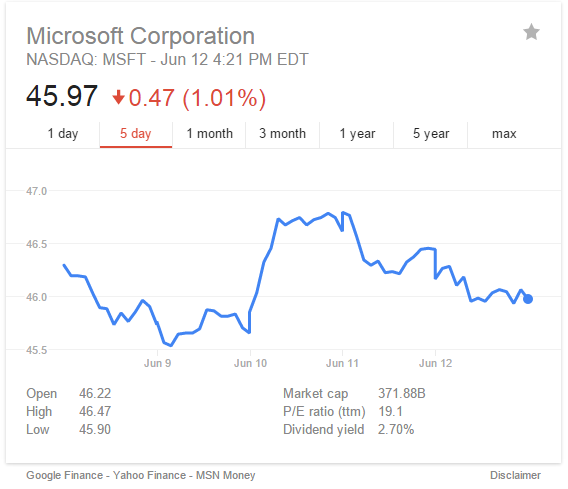 Microsoft Corporation
NASDAQ: MSFT - Jun 12 4:21 PM EDT
45.97 0.47 (1.01%)
1 day 5 day 1 month 3 month 1 year 5 year max
47.0
46.5
46.0
45.5
Jun 9 Jun 10 Jun 11 Jun 12
Open 46.22 Market cap 371.88B
High 46.47 P/E ratio (ttm) 19.1
Low 45.90 Dividend yield 2.70%
Google Finance - Yahoo Finance - MSN Money Disclaimer